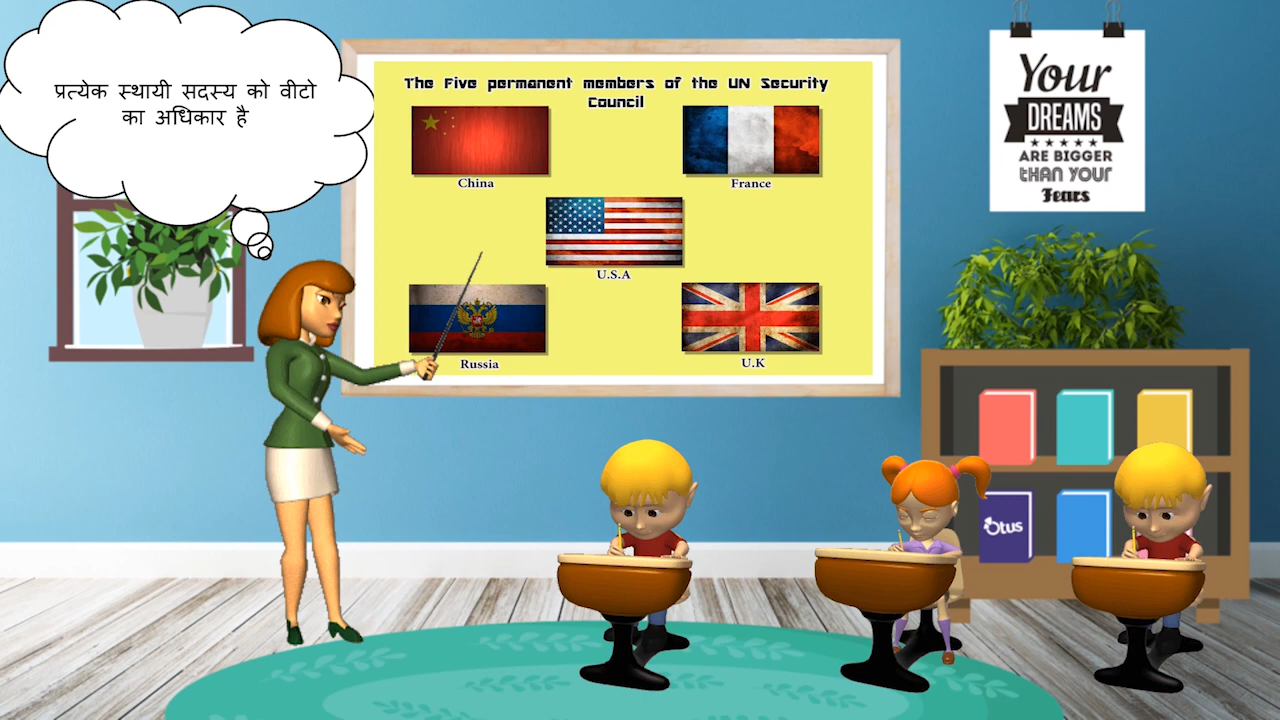 प्रत्येक स्थायी सदस्य को वीटो
का अधिकार है
The Five permanent members of the UN Security
Council
China
France
U.S.A
Russia
U.K
Your
DREAMS
ARE BIGGER
THAN YOUR
Fears
Otus